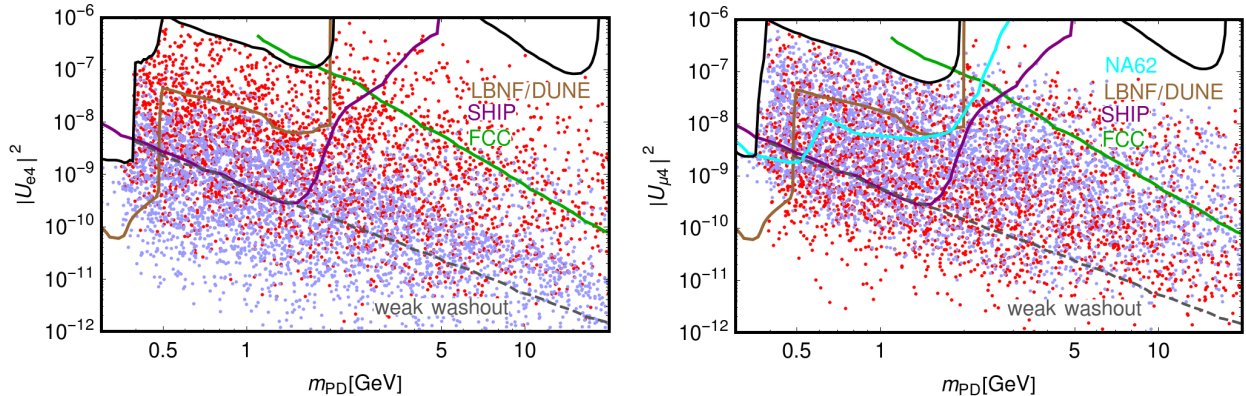 10^-6
10^-7
10^-8
10^-9
10^-10
10^-11
10^-12
|U_e4|^2
LBNF/DUNE
SHIP
FCC
weak washout
0.5 1 5 10
m_PD[GeV]
10^-6
10^-7
10^-8
10^-9
10^-10
10^-11
10^-12
|U_μ4|^2
NA62
LBNF/DUNE
SHIP
FCC
weak washout
0.5 1 5 10
m_PD[GeV]